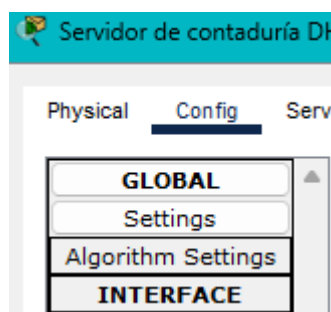 Servidor de contaduría DH
Physical Config Serv
GLOBAL
Settings
Algorithm Settings
INTERFACE